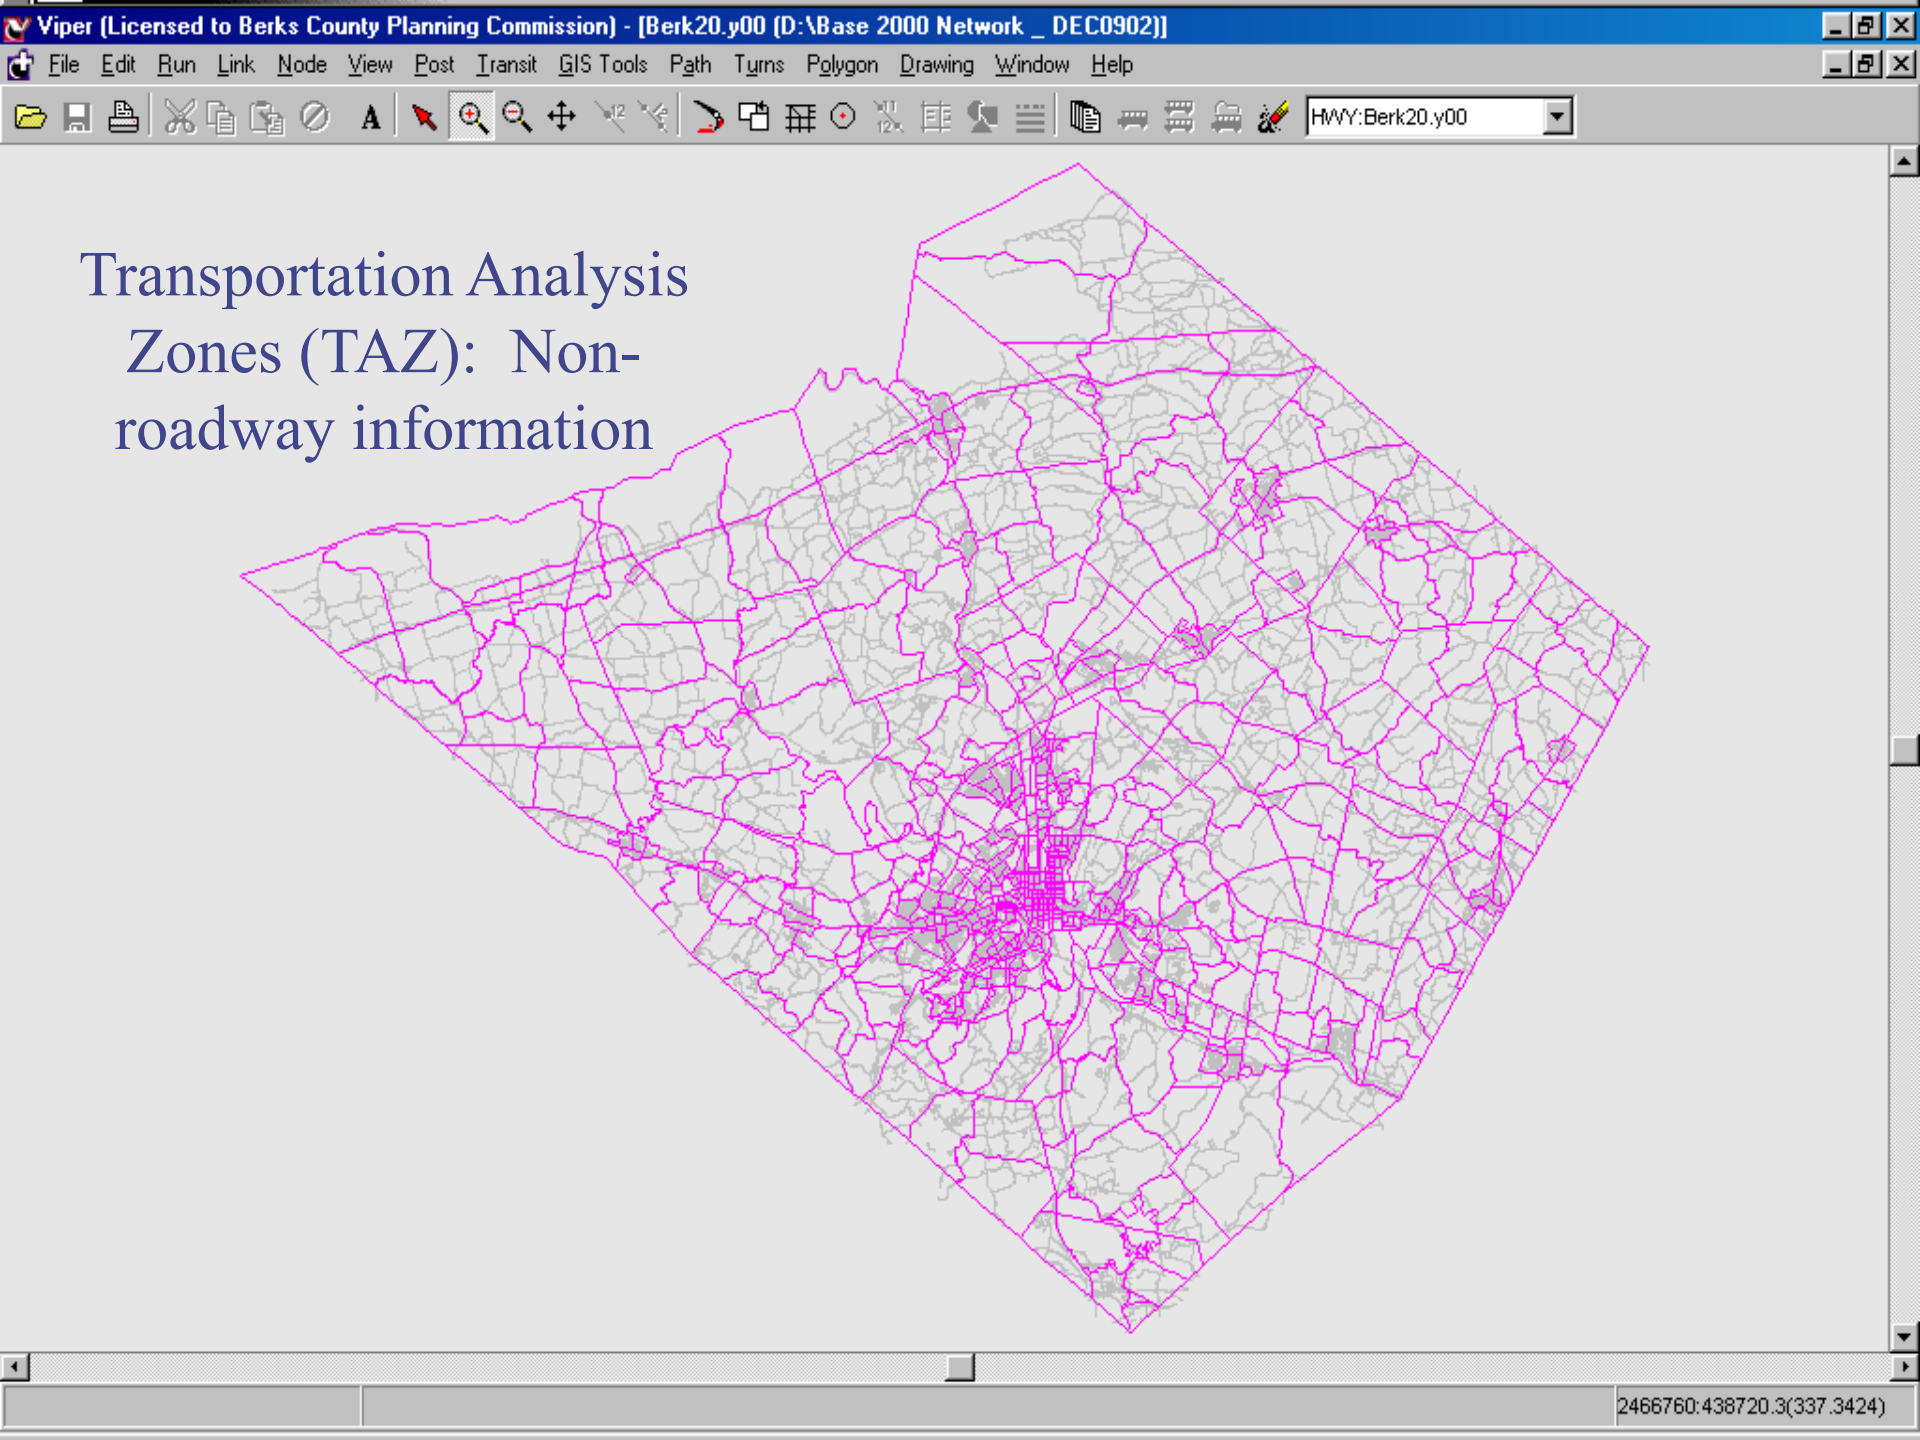 Viper (Licensed to Berks County Planning Commission) - [Berk20.y00 (D:\Base 2000 Network _ DEC0902)]
File Edit Run Link Node View Post Transit GIS Tools Path Turns Polygon Drawing Window Help
A HWY:Berk20.y00
Transportation Analysis
Zones (TAZ): Non-
roadway information
2466760:438720.3(337.3424)